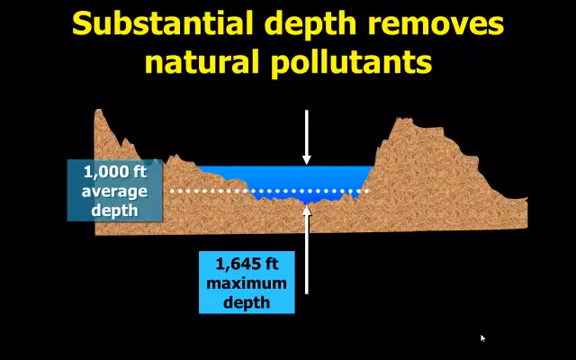 Substantial depth removes
natural pollutants
1,000 ft
average
depth
1,645 ft
maximum
depth